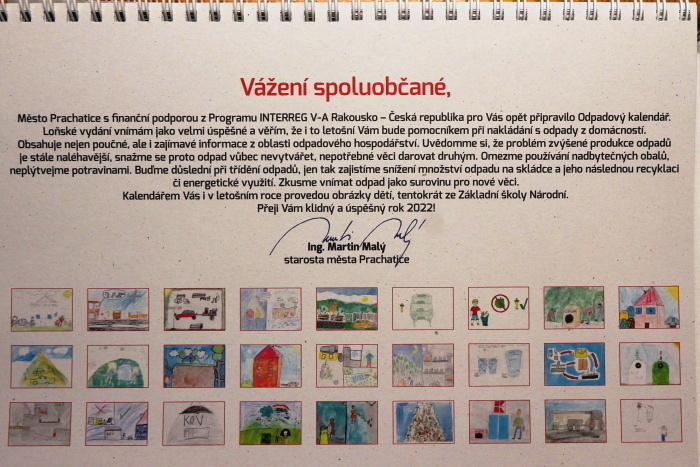 Vážení spoluobčané,
Město Prachatice s finanční podporou z Programu INTERREG V-A Rakousko – Česká republika pro Vás opět připravilo Odpadový kalendář.
Loňské vydání vnímám jako velmi úspěšné a věřím, že i to letošní Vám bude pomocníkem při nakládání s odpady z domácností.
Obsahuje nejen poučné, ale i zajímavé informace z oblasti odpadového hospodářství. Uvědomme si, že problém zvýšené produkce odpadů
je stále naléhavější, snažme se proto odpad vůbec nevytvářet, nepotřebné věci darovat druhým. Omezme používání nadbytečných obalů,
neplýtvejme potravinami. Buďme důslední při třídění odpadů, jen tak zajistíme snížení množství odpadu na skládce a jeho následnou recyklaci
či energetické využití. Zkusme vnímat odpad jako surovinu pro nové věci.
Kalendářem Vás i v letošním roce provedou obrázky dětí, tentokrát ze Základní školy Národní.
Přeji Vám klidný a úspěšný rok 2022!
Ing. Martin Malý
starosta města Prachatice
KOV